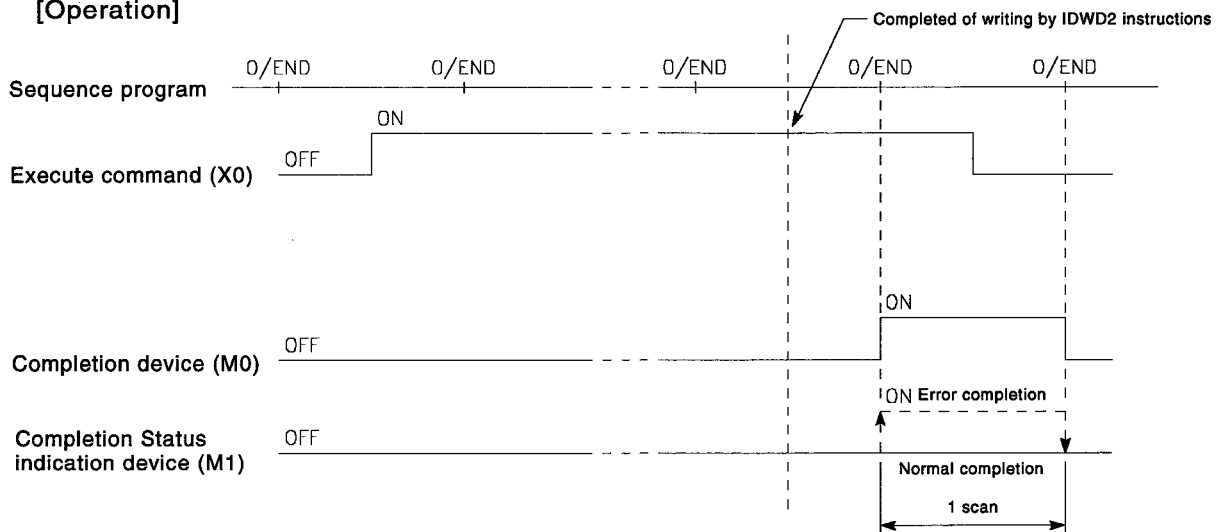 [Operation]
Completed of writing by IDWD2 instructions
0/END 0/END 0/END 0/END 0/END
Sequence program
ON
OFF
Execute command (X0)
ON
OFF
Completion device (M0)
ON Error completion
OFF
Completion Status
indication device (M1)
Normal completion
1 scan